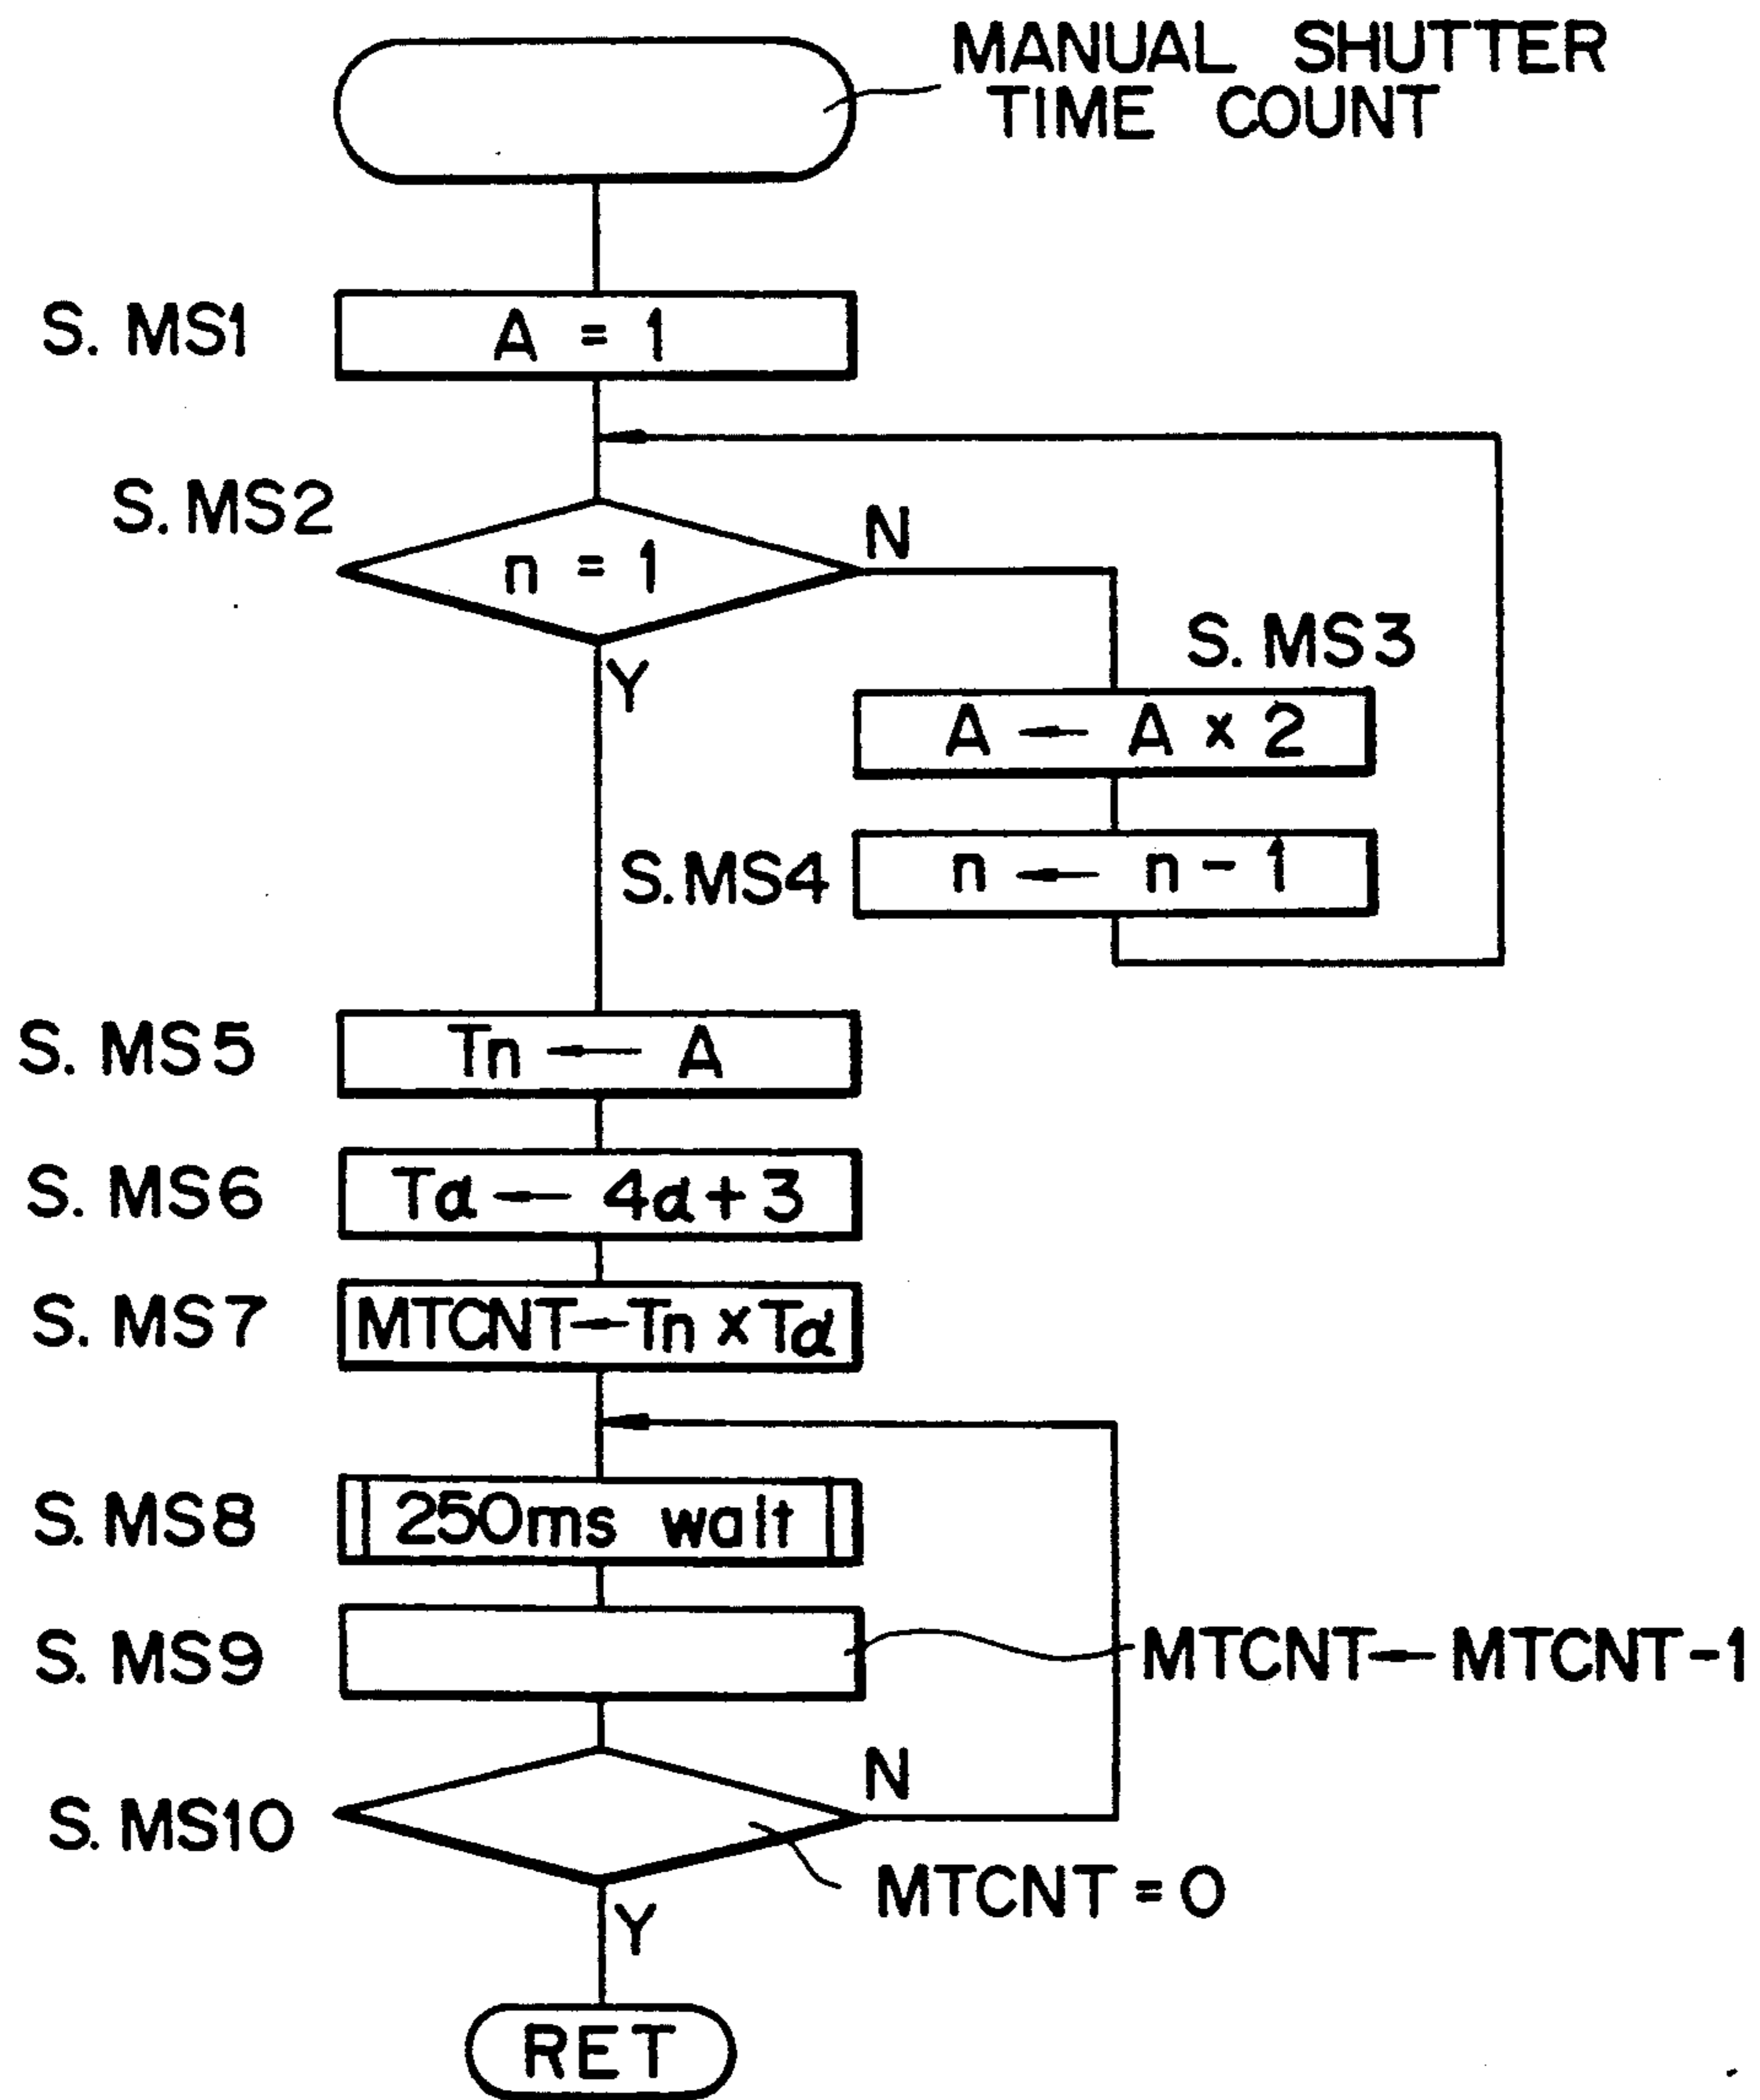 MANUAL SHUTTER
TIME COUNT
S. MS1
A = 1
S. MS2
n = 1
N
Y
S. MS3
A ← A × 2
S. MS4
n ← n - 1
S. MS5
Tn ← A
S. MS6
Tα ← 4α + 3
S. MS7
MTCNT ← Tn × Tα
S. MS8
250ms wait
S. MS9
MTCNT ← MTCNT - 1
S. MS10
N
MTCNT = 0
Y
RET